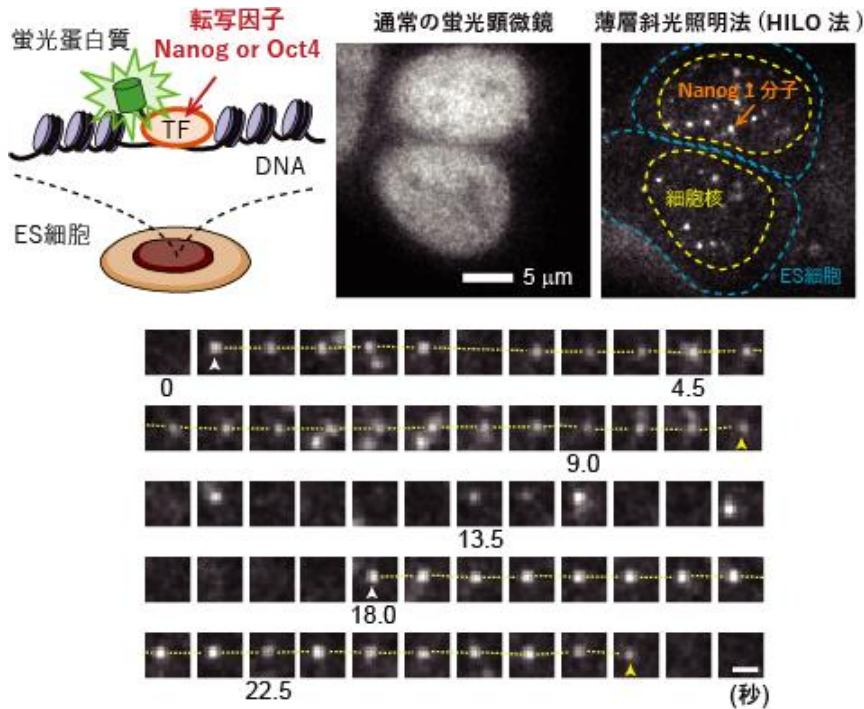 蛍光蛋白質
転写因子
Nanog or Oct4
TF
DNA
ES細胞
通常の蛍光顕微鏡
5 μm
薄層斜光照明法(HILO 法)
Nanog 1 分子
細胞核
ES細胞
0
4.5
9.0
13.5
18.0
22.5
(秒)